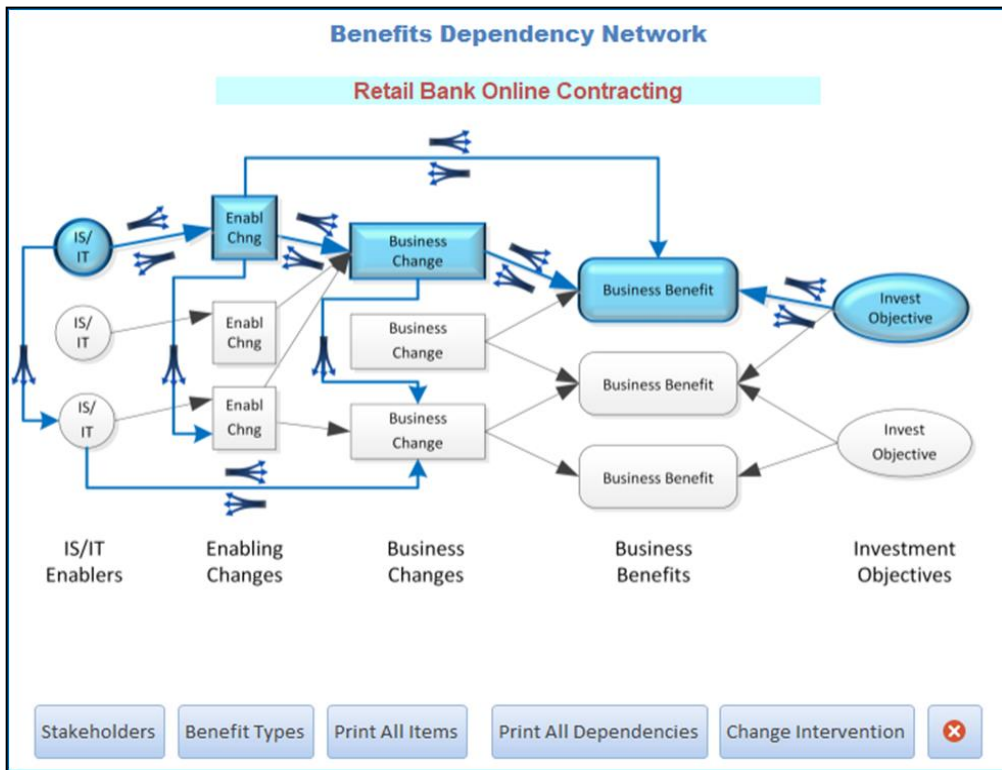 Benefits Dependency Network
Retail Bank Online Contracting
IS/
IT
Enabl
Chng
Business
Change
Business Benefit
Invest
Objective
IS/
IT
Enabl
Chng
Business
Change
Business Benefit
IS/
IT
Enabl
Chng
Business
Change
Invest
Objective
Business Benefit
IS/IT
Enablers
Enabling
Changes
Business
Changes
Business
Benefits
Investment
Objectives
Stakeholders
Benefit Types
Print All Items
Print All Dependencies
Change Intervention